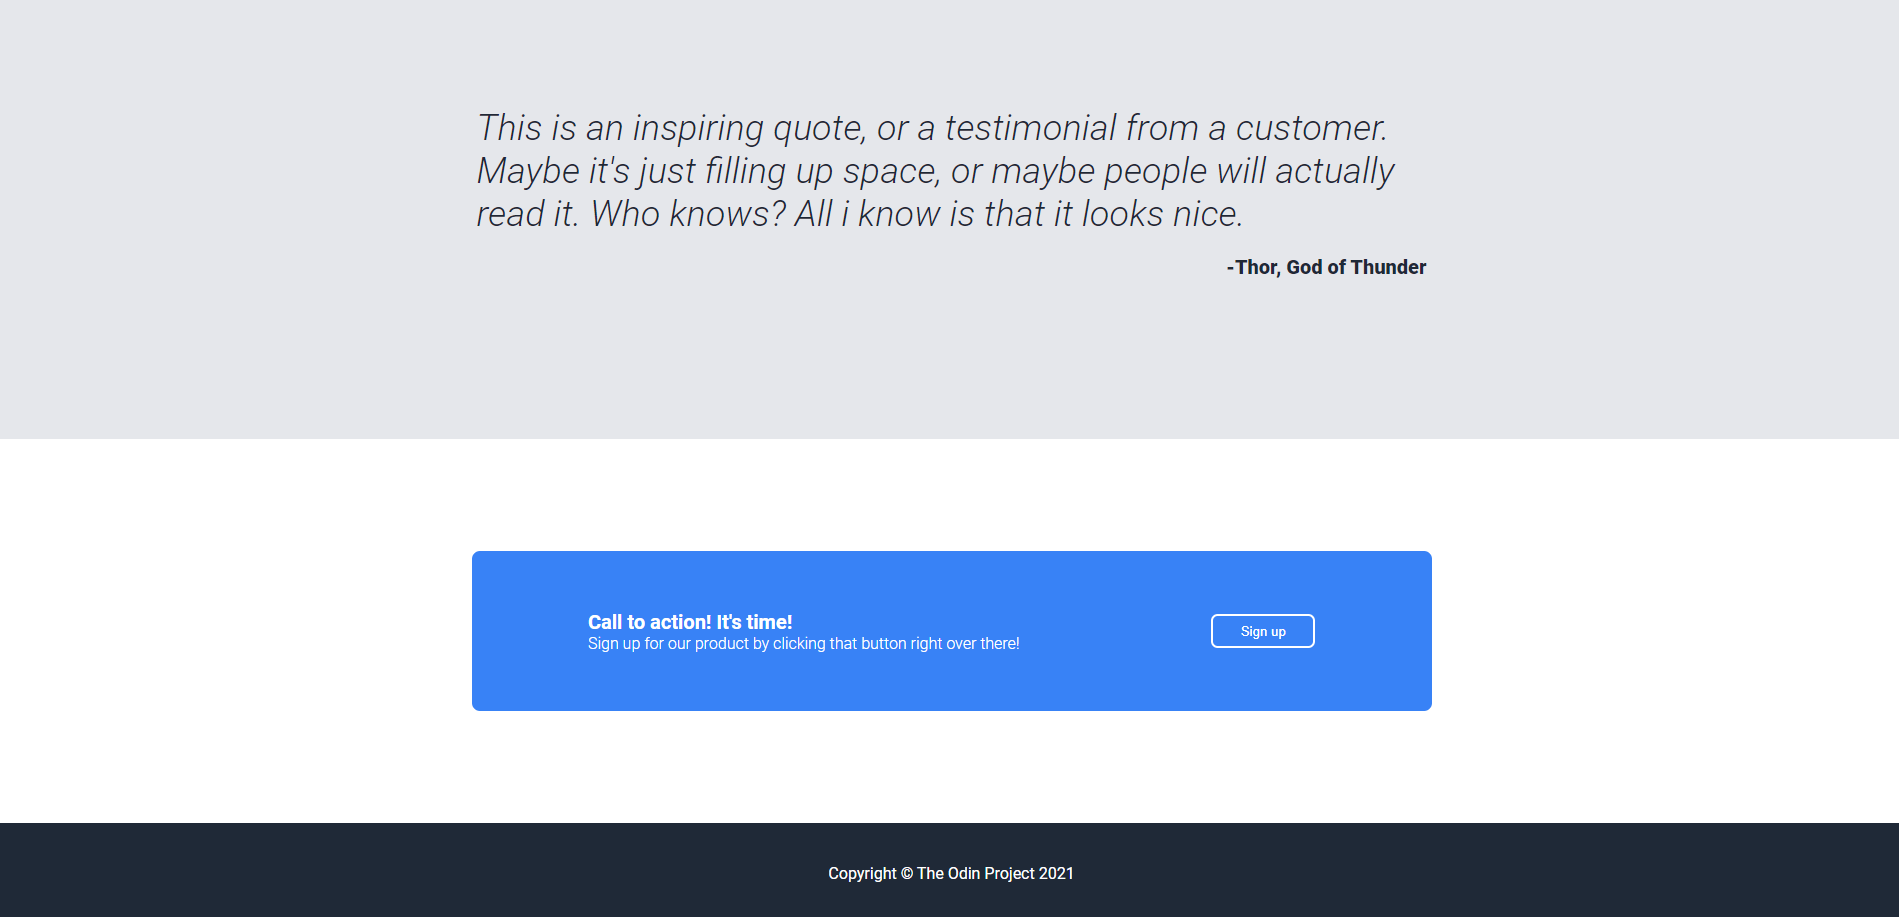 This is an inspiring quote, or a testimonial from a customer.
Maybe it's just filling up space, or maybe people will actually
read it. Who knows? All i know is that it looks nice.
-Thor, God of Thunder
Call to action! It's time!
Sign up for our product by clicking that button right over there!
Sign up
Copyright © The Odin Project 2021